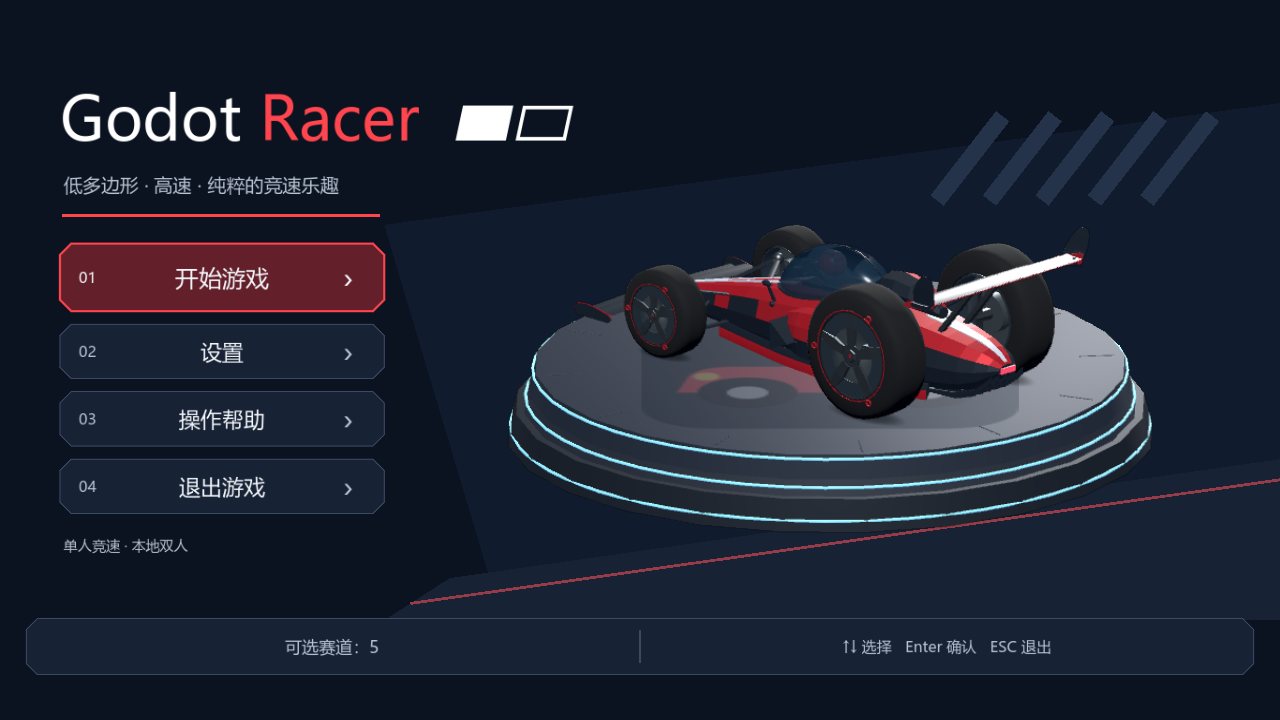 Godot Racer
低多边形 · 高速 · 纯粹的竞速乐趣
01 开始游戏 ›
02 设置 ›
03 操作帮助 ›
04 退出游戏 ›
单人竞速 · 本地双人
可选赛道：5
↑↓ 选择 Enter 确认 ESC 退出